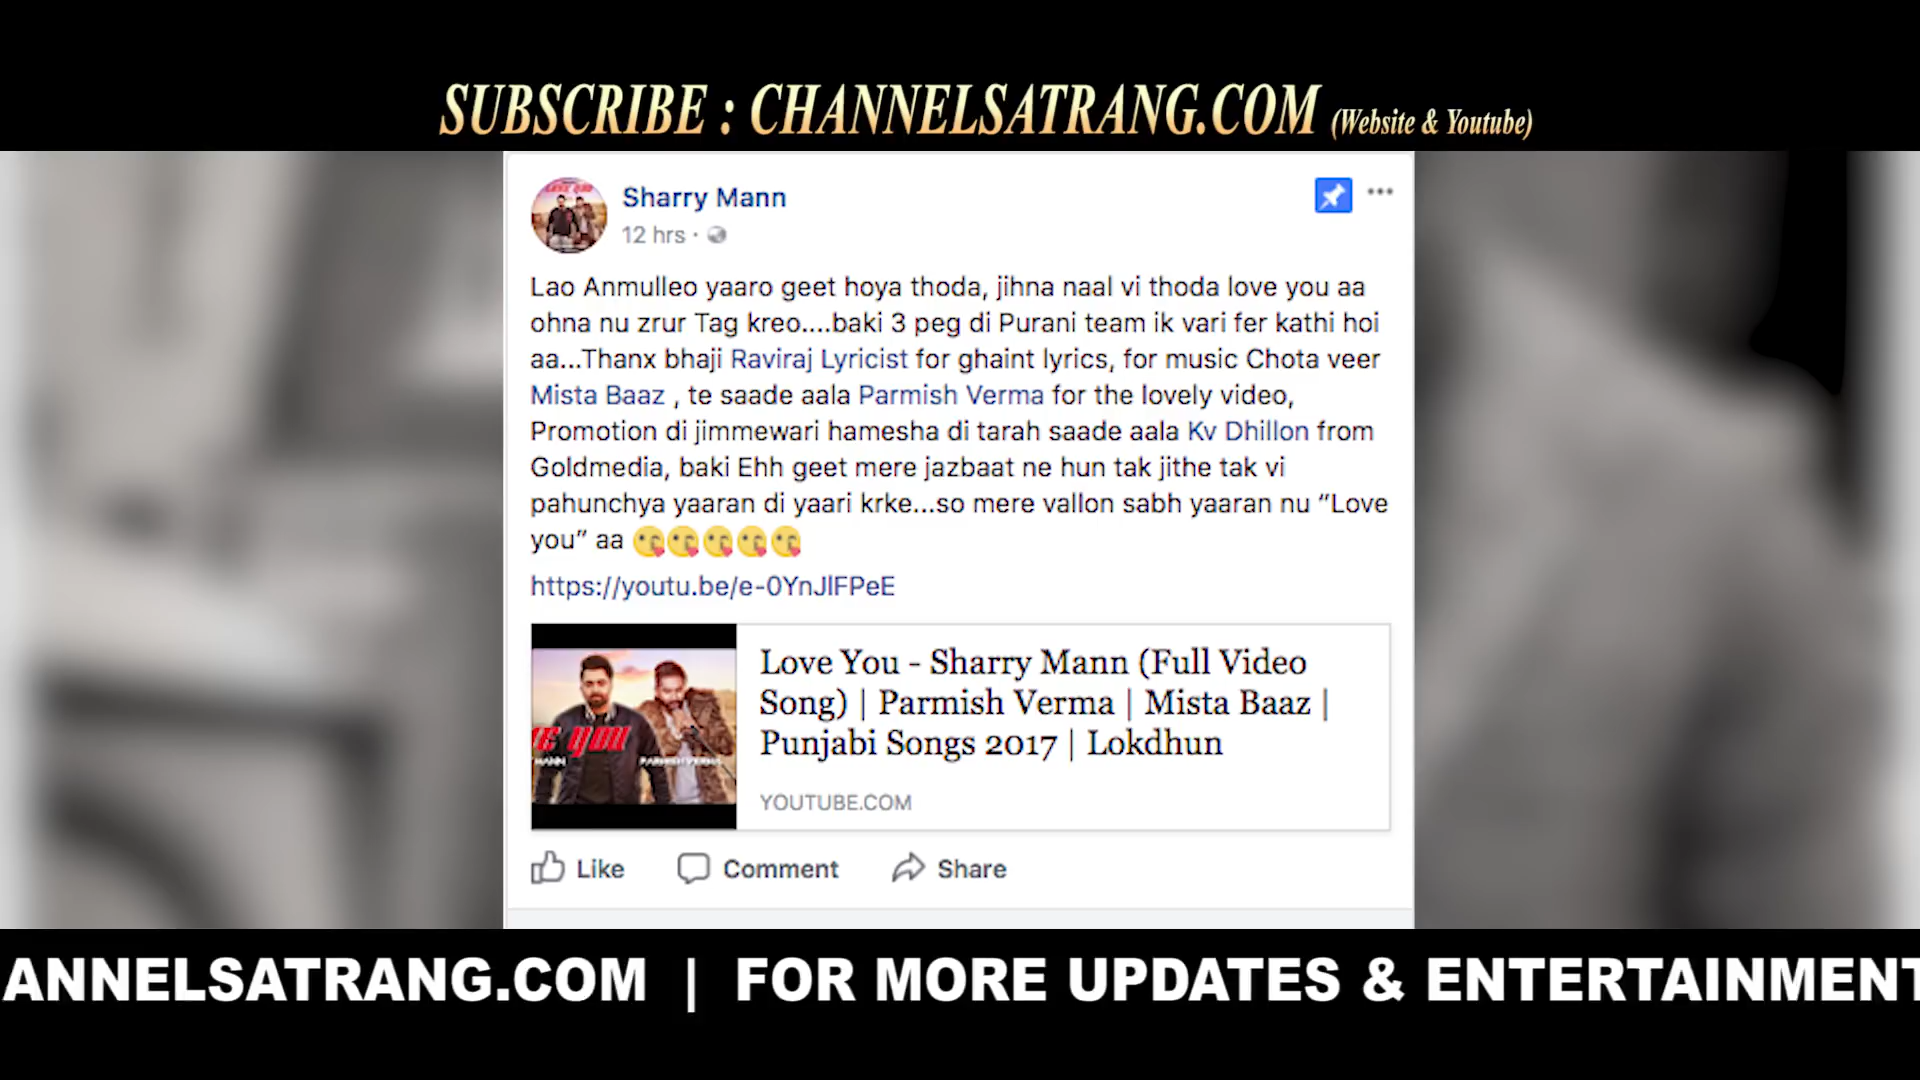 SUBSCRIBE : CHANNELSATRANG.COM (Website & Youtube)
Sharry Mann
12 hrs ·
Lao Anmulleo yaaro geet hoya thoda, jihna naal vi thoda love you aa
ohna nu zrur Tag kreo....baki 3 peg di Purani team ik vari fer kathi hoi
aa...Thanx bhaji Raviraj Lyricist for ghaint lyrics, for music Chota veer
Mista Baaz , te saade aala Parmish Verma for the lovely video,
Promotion di jimmewari hamesha di tarah saade aala Kv Dhillon from
Goldmedia, baki Ehh geet mere jazbaat ne hun tak jithe tak vi
pahunchya yaaran di yaari krke...so mere vallon sabh yaaran nu “Love
you” aa 😘😘😘😘😘
https://youtu.be/e-0YnJlFPeE
Love You - Sharry Mann (Full Video
Song) | Parmish Verma | Mista Baaz |
Punjabi Songs 2017 | Lokdhun
YOUTUBE.COM
Like Comment Share
ANNELSATRANG.COM | FOR MORE UPDATES & ENTERTAINMENT